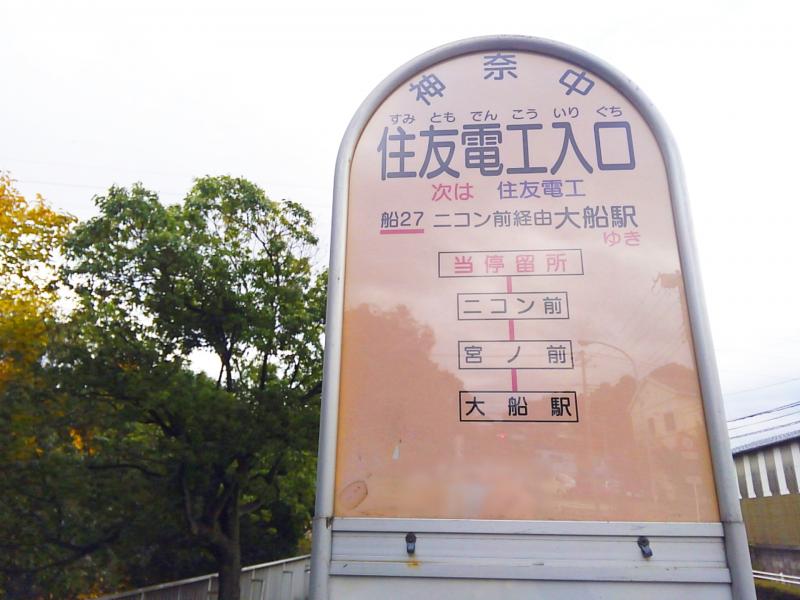 神奈中
すみ とも でん こう いり ぐち
住友電工入口
次は 住友電工
船27 ニコン前経由大船駅
ゆき
当停留所
ニコン前
宮ノ前
大船駅